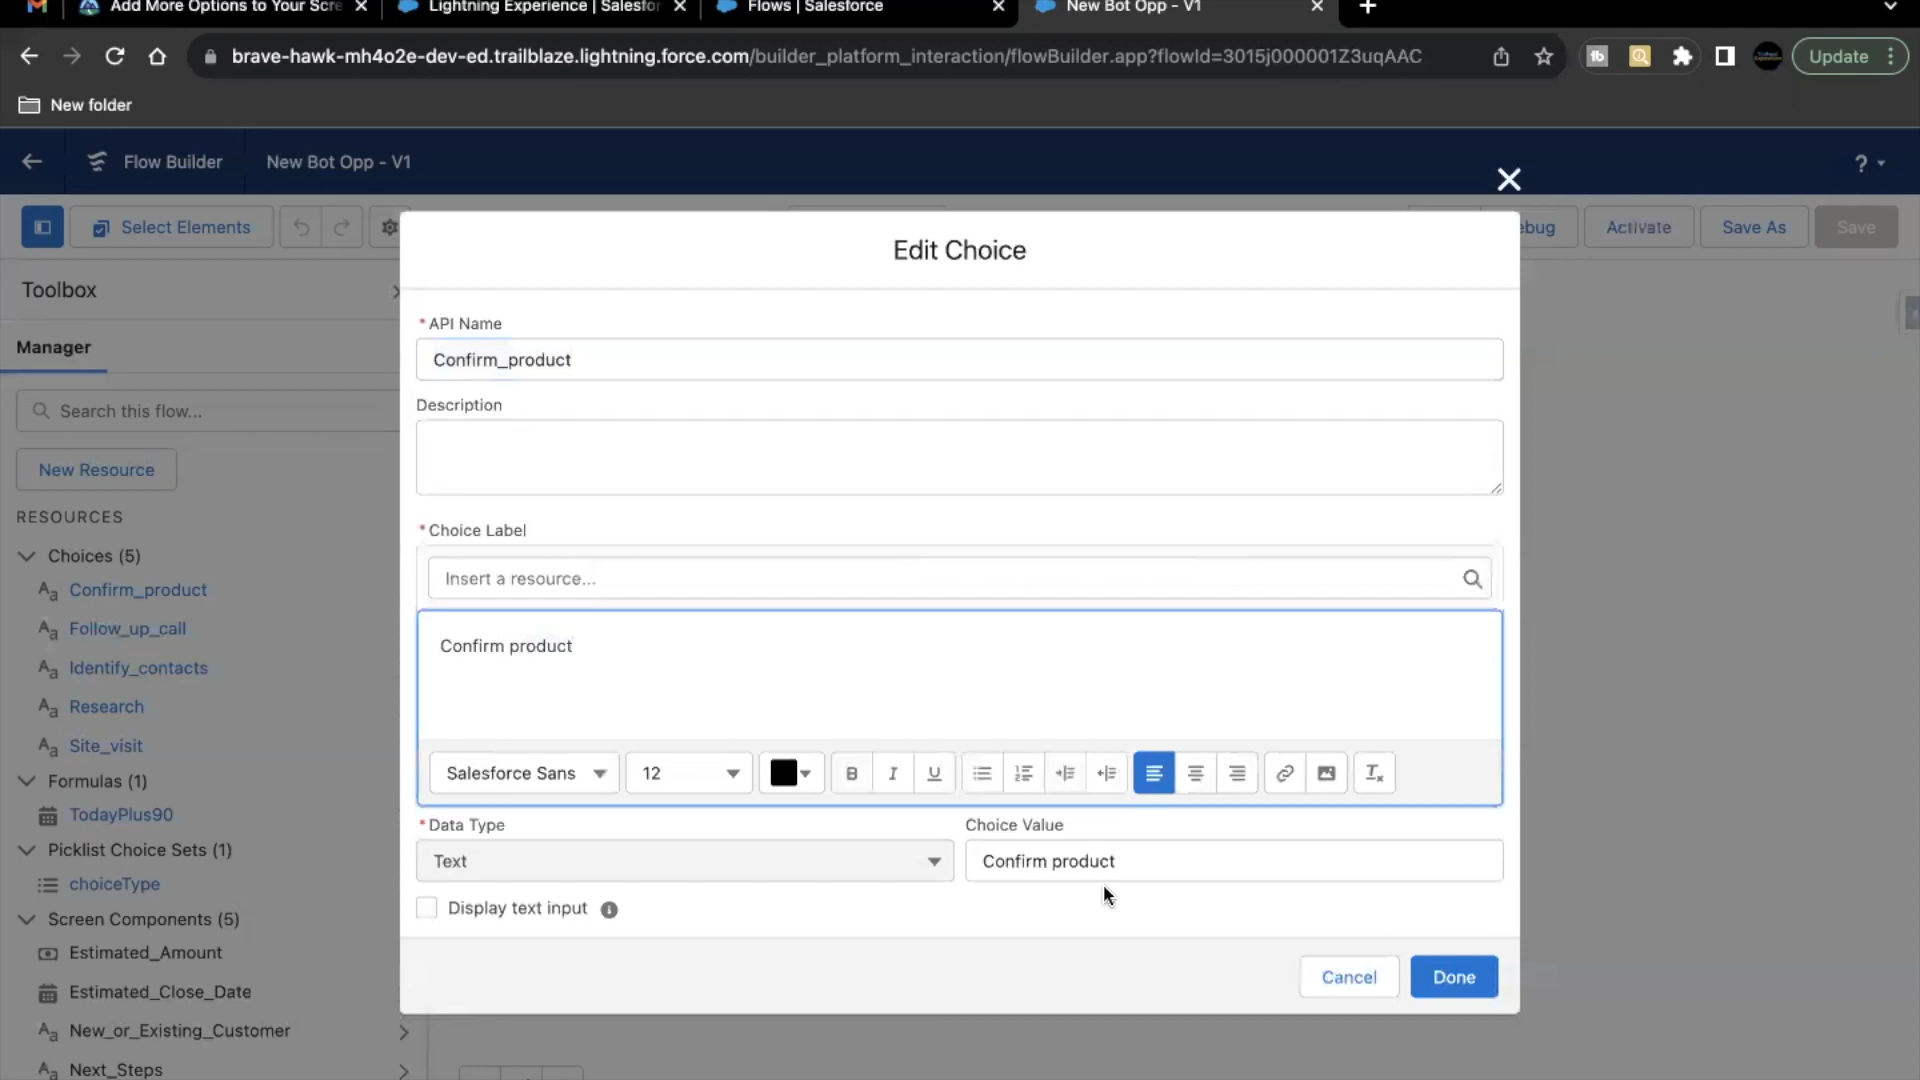 Add More Options to Your Scre
Lightning Experience | Salesfor
Flows | Salesforce
New Bot Opp - V1
brave-hawk-mh4o2e-dev-ed.trailblaze.lightning.force.com/builder_platform_interaction/flowBuilder.app?flowId=3015j000001Z3uqAAC
Update
New folder
Flow Builder
New Bot Opp - V1
?
Select Elements
ebug
Activate
Save As
Save
Edit Choice
Toolbox
Manager
Search this flow...
New Resource
RESOURCES
Choices (5)
Confirm_product
Follow_up_call
Identify_contacts
Research
Site_visit
Formulas (1)
TodayPlus90
Picklist Choice Sets (1)
choiceType
Screen Components (5)
Estimated_Amount
Estimated_Close_Date
New_or_Existing_Customer
Next_Steps
* API Name
Confirm_product
Description
* Choice Label
Insert a resource...
Confirm product
Salesforce Sans
12
B I U
* Data Type
Text
Choice Value
Confirm product
Display text input
Cancel
Done